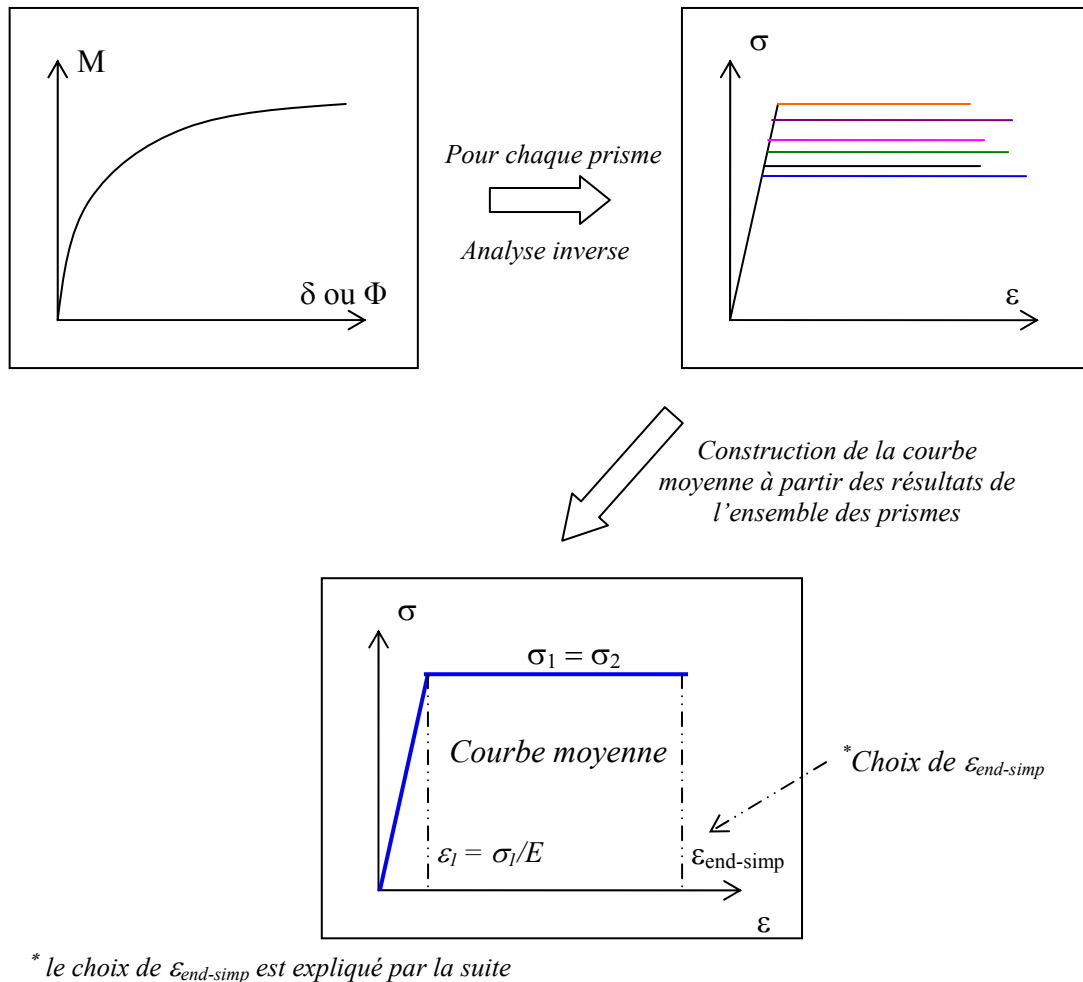 M
δ ou Φ
Pour chaque prisme
Analyse inverse
σ
ε
Construction de la courbe
moyenne à partir des résultats de
l’ensemble des prismes
σ
σ₁ = σ₂
Courbe moyenne
*Choix de εend-simp
ε₁ = σ₁/E
εend-simp
ε
* le choix de εend-simp est expliqué par la suite